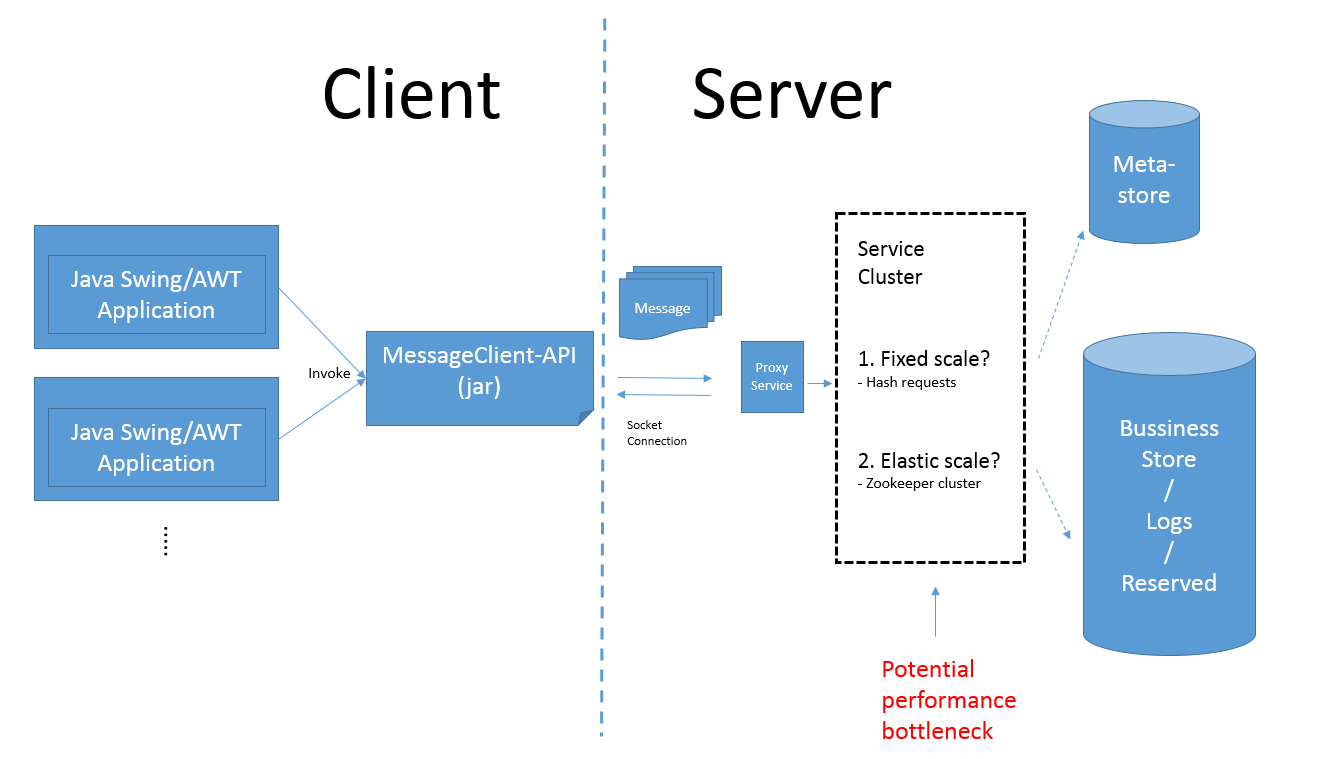 Client
Server
Java Swing/AWT
Application
Java Swing/AWT
Application
Invoke
MessageClient-API
(jar)
Message
Socket
Connection
Proxy
Service
Service
Cluster
1. Fixed scale?
- Hash requests
2. Elastic scale?
- Zookeeper cluster
Potential
performance
bottleneck
Meta-
store
Bussiness
Store
/
Logs
/
Reserved